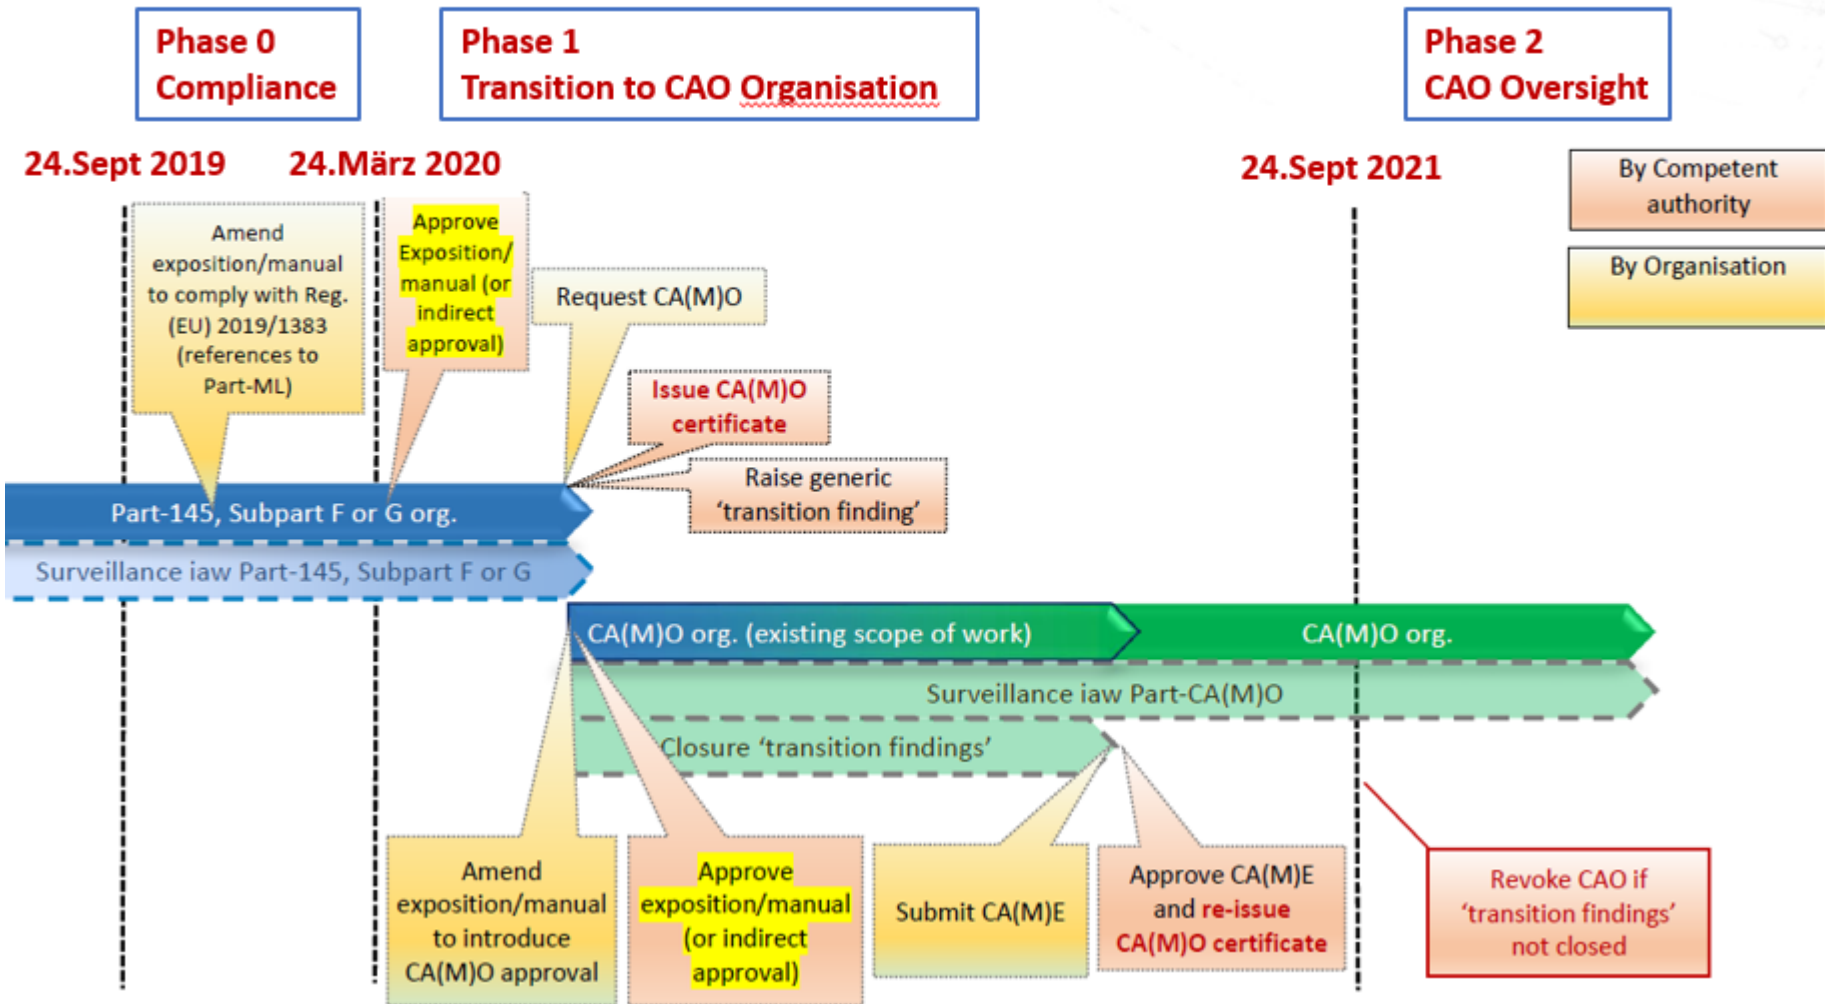 Phase 0
Compliance
Phase 1
Transition to CAO Organisation
Phase 2
CAO Oversight
24.Sept 2019
24.März 2020
24.Sept 2021
By Competent
authority
By Organisation
Amend
exposition/manual
to comply with Reg.
(EU) 2019/1383
(references to
Part-ML)
Approve
Exposition/
manual (or
indirect
approval)
Request CA(M)O
Issue CA(M)O
certificate
Raise generic
‘transition finding’
Part-145, Subpart F or G org.
Surveillance iaw Part-145, Subpart F or G
CA(M)O org. (existing scope of work)
CA(M)O org.
Surveillance iaw Part-CA(M)O
Closure ‘transition findings’
Amend
exposition/manual
to introduce
CA(M)O approval
Approve
exposition/manual
(or indirect
approval)
Submit CA(M)E
Approve CA(M)E
and re-issue
CA(M)O certificate
Revoke CAO if
‘transition findings’
not closed